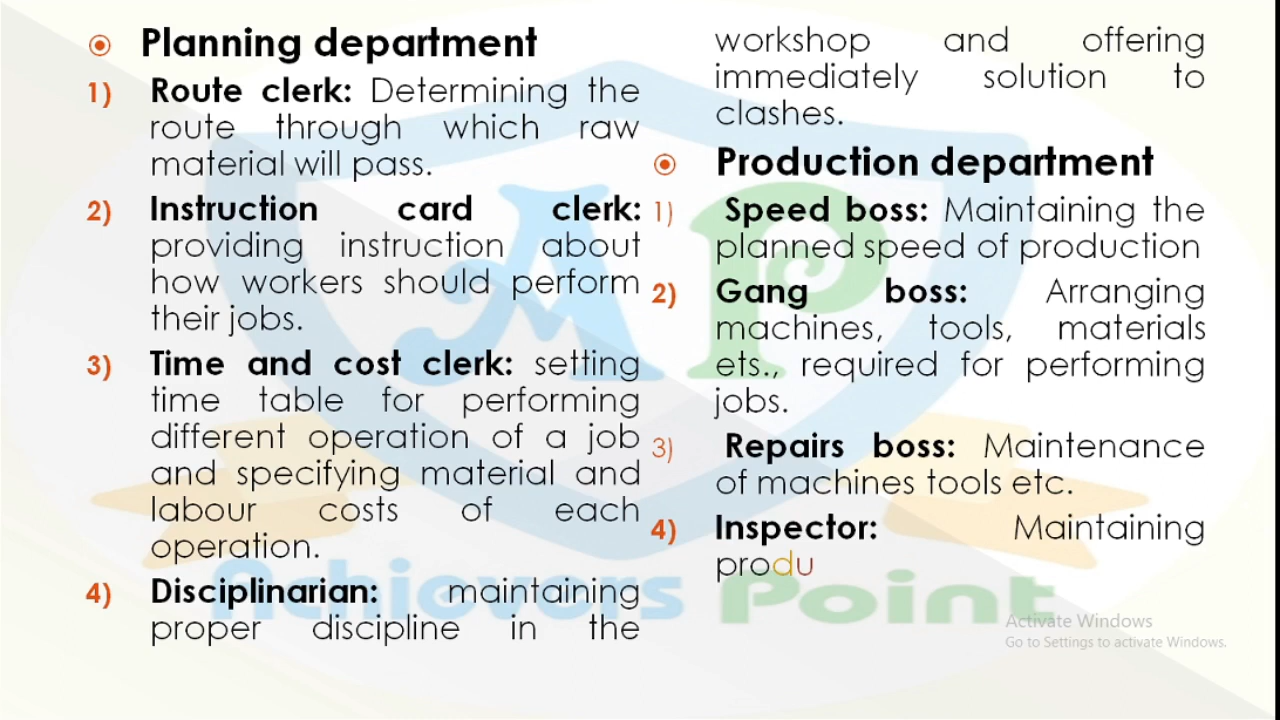 Planning department
1) Route clerk: Determining the
route through which raw
material will pass.
2) Instruction card clerk:
providing instruction about
how workers should perform
their jobs.
3) Time and cost clerk: setting
time table for performing
different operation of a job
and specifying material and
labour costs of each
operation.
4) Disciplinarian: maintaining
proper discipline in the
workshop and offering
immediately solution to
clashes.
Production department
1) Speed boss: Maintaining the
planned speed of production
2) Gang boss: Arranging
machines, tools, materials
ets., required for performing
jobs.
3) Repairs boss: Maintenance
of machines tools etc.
4) Inspector: Maintaining
produ
AP
Achievers Point
Activate Windows
Go to Settings to activate Windows.